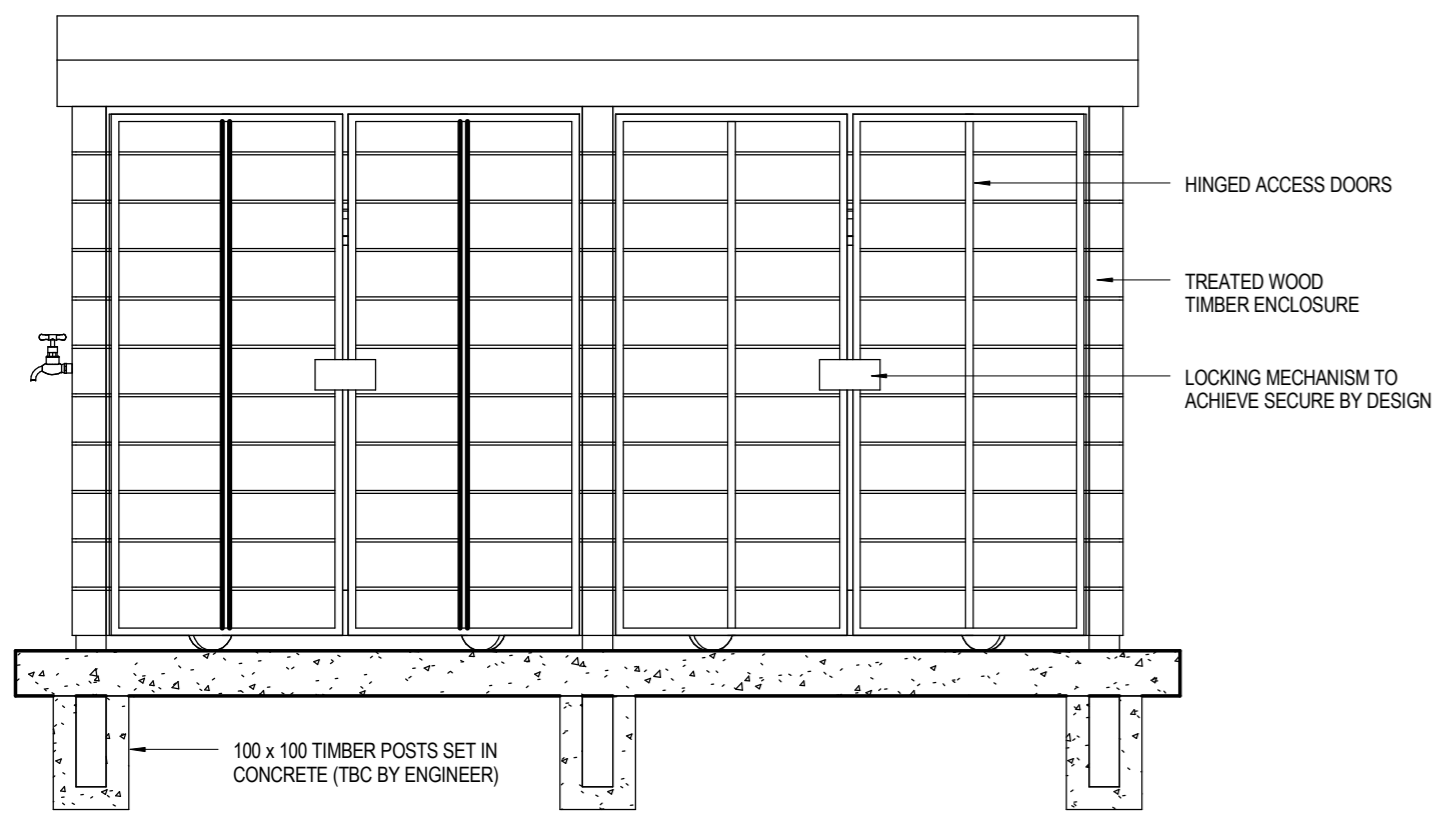 HINGED ACCESS DOORS
TREATED WOOD
TIMBER ENCLOSURE
LOCKING MECHANISM TO
ACHIEVE SECURE BY DESIGN
100 x 100 TIMBER POSTS SET IN
CONCRETE (TBC BY ENGINEER)